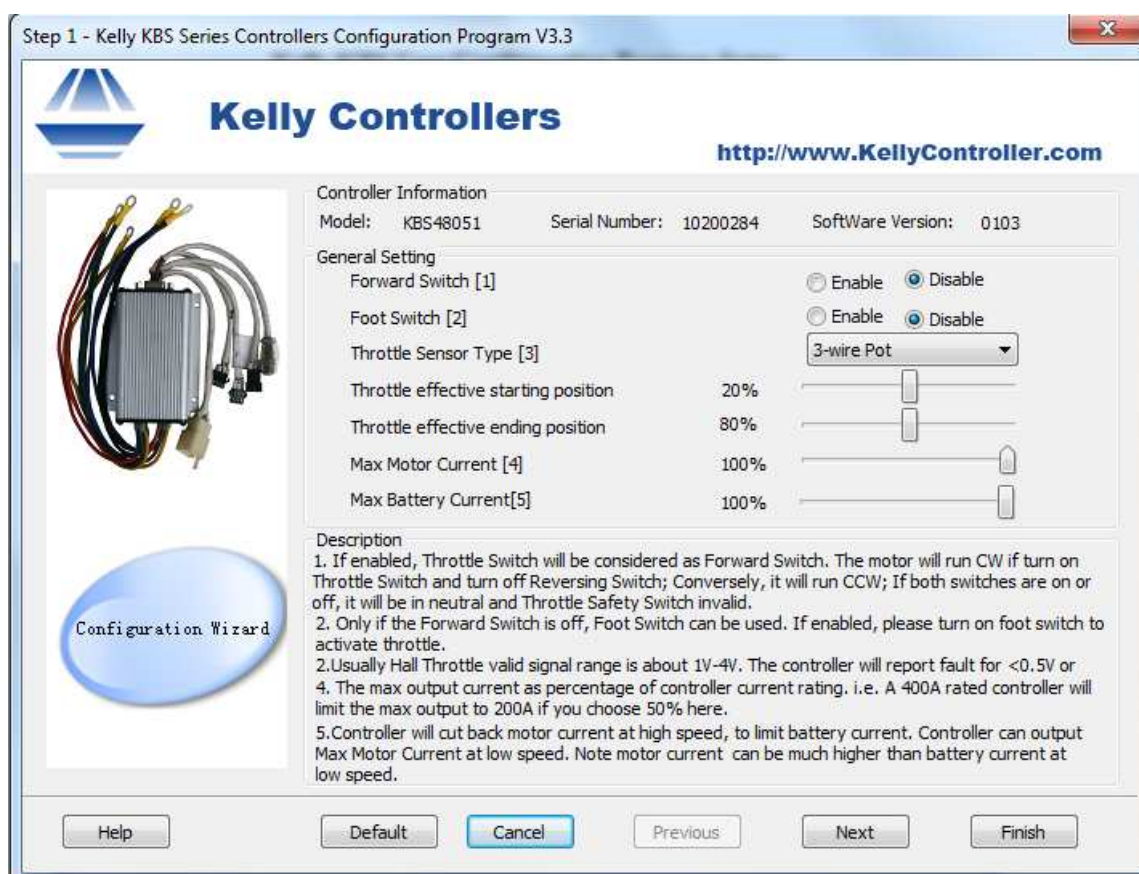 Step 1 - Kelly KBS Series Controllers Configuration Program V3.3
Kelly Controllers
http://www.KellyController.com
Controller Information
Model: KBS48051 Serial Number: 10200284 SoftWare Version: 0103
General Setting
Forward Switch [1] Enable Disable
Foot Switch [2] Enable Disable
Throttle Sensor Type [3] 3-wire Pot
Throttle effective starting position 20%
Throttle effective ending position 80%
Max Motor Current [4] 100%
Max Battery Current[5] 100%
Description
1. If enabled, Throttle Switch will be considered as Forward Switch. The motor will run CW if turn on
Throttle Switch and turn off Reversing Switch; Conversely, it will run CCW; If both switches are on or
off, it will be in neutral and Throttle Safety Switch invalid.
2. Only if the Forward Switch is off, Foot Switch can be used. If enabled, please turn on foot switch to
activate throttle.
2.Usually Hall Throttle valid signal range is about 1V-4V. The controller will report fault for <0.5V or
4. The max output current as percentage of controller current rating. i.e. A 400A rated controller will
limit the max output to 200A if you choose 50% here.
5.Controller will cut back motor current at high speed, to limit battery current. Controller can output
Max Motor Current at low speed. Note motor current can be much higher than battery current at
low speed.
Configuration Wizard
Help Default Cancel Previous Next Finish